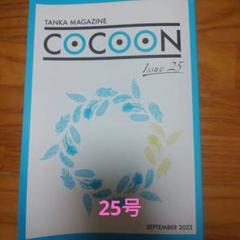 TANKA MAGAZINE
COCOON
Issue 25
25号
SEPTEMBER 2022